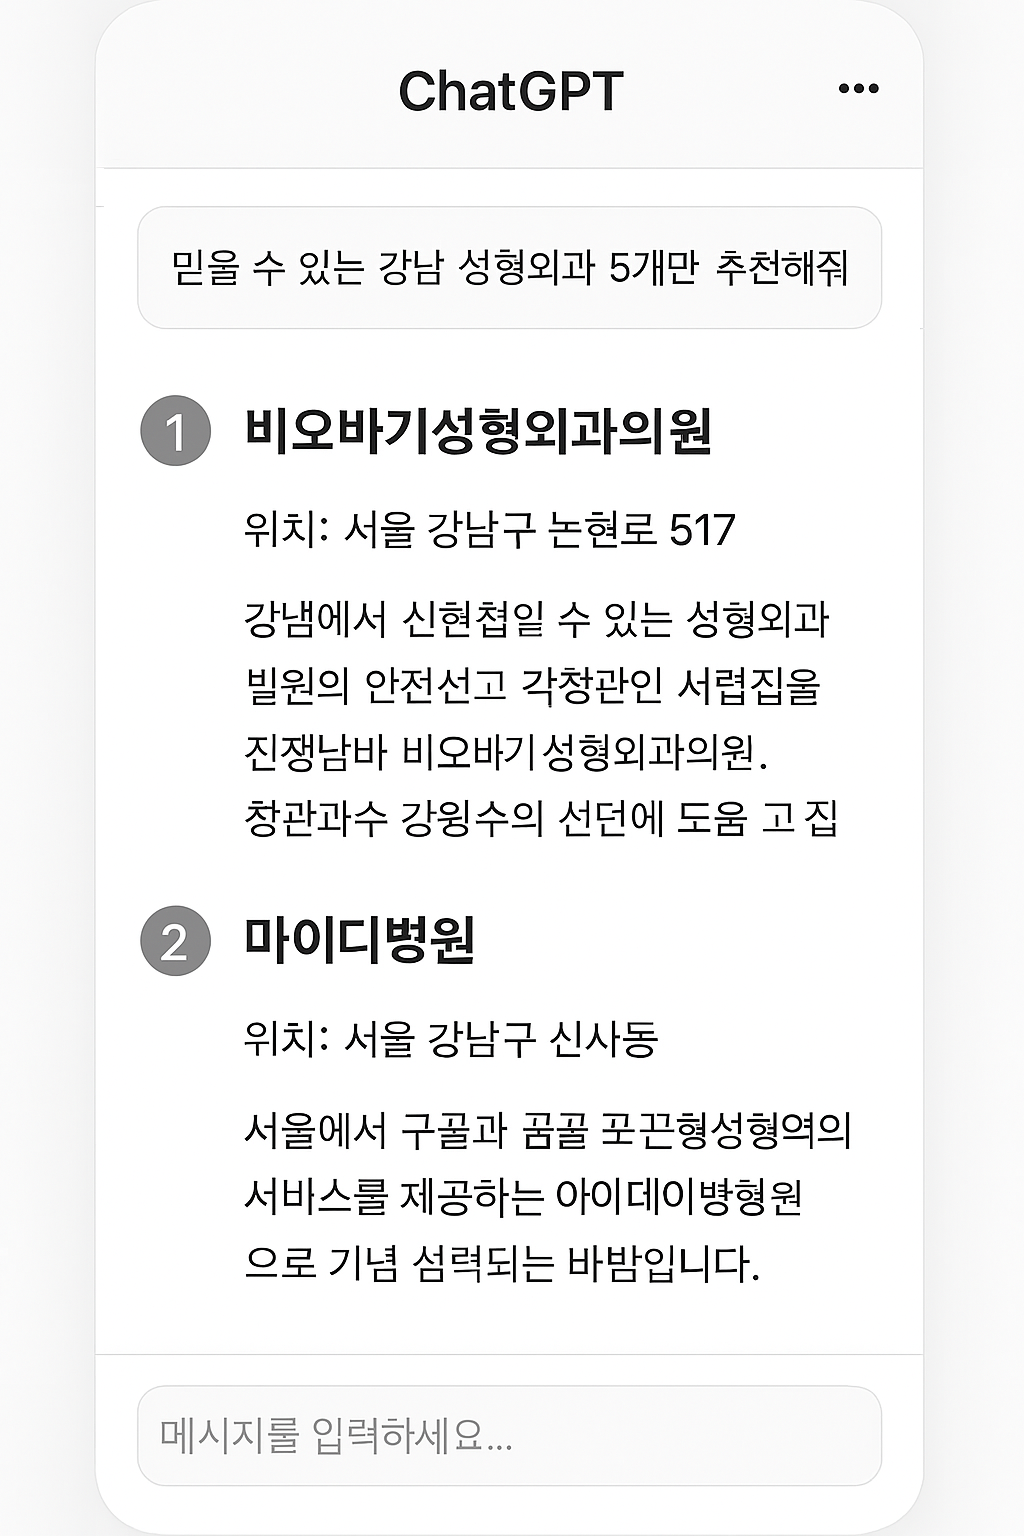 ChatGPT
믿울 수 있는 강남 성형외과 5개만 추천해줘
1 비오바기성형외과의원
위치: 서울 강남구 논현로 517
강냄에서 신현첩일 수 있는 성형외과
빌원의 안전선고 각창관인 서렵집울
진쟁남바 비오바기성형외과의원.
창관과수 강윙수의 선던에 도움 고 집
2 마이디병원
위치: 서울 강남구 신사동
서울에서 구꼴과 꿈꿀 포끈형성형역의
서바스룰 제공하는 아이데이뱡형원
으로 기념 섬력되는 바밤입니다.
메시지룰 입력하세요...